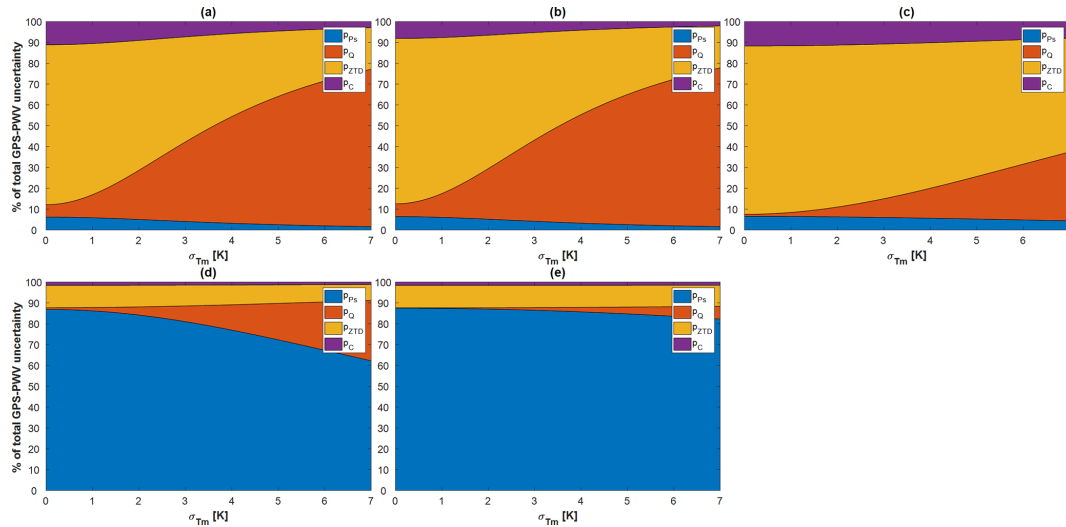 (a) (b) (c)
% of total GPS-PWV uncertainty
100 90 80 70 60 50 40 30 20 10 0
0 1 2 3 4 5 6 7
σTm [K]
pPs
pQ
pZTD
pC
100 90 80 70 60 50 40 30 20 10 0
0 1 2 3 4 5 6 7
σTm [K]
pPs
pQ
pZTD
pC
100 90 80 70 60 50 40 30 20 10 0
0 1 2 3 4 5 6
σTm [K]
pPs
pQ
pZTD
pC
(d) (e)
% of total GPS-PWV uncertainty
100 90 80 70 60 50 40 30 20 10 0
0 1 2 3 4 5 6 7
σTm [K]
pPs
pQ
pZTD
pC
100 90 80 70 60 50 40 30 20 10 0
0 1 2 3 4 5 6 7
σTm [K]
pPs
pQ
pZTD
pC